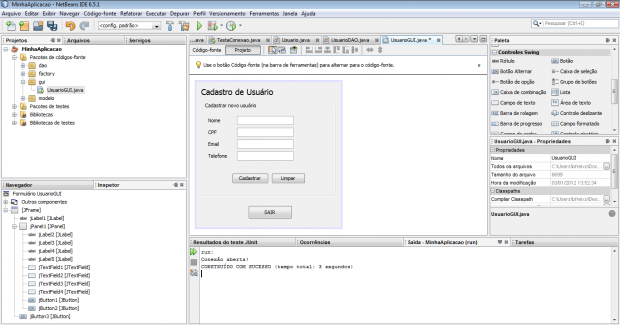 MinhaAplicacao - NetBeans IDE 6.5.1
Arquivo Editar Exibir Navegar Código-fonte Refatorar Executar Depurar Perfil Versionamento Ferramentas Janela Ajuda
<config. padrão>
Pesquisar (Ctrl+I)
Projetos Arquivos Serviços
MinhaAplicacao
Pacotes de códigos-fonte
dao
factory
gui
UsuarioGUI.java
modelo
Pacotes de testes
Bibliotecas
Bibliotecas de testes
...ava TestaConexao.java Usuario.java UsuarioDAO.java UsuarioGUI.java *
Código-fonte Projeto
Use o botão Código-fonte (na barra de ferramentas) para alternar para o código-fonte.
Cadastro de Usuário
Cadastrar novo usuário
Nome
CPF
Email
Telefone
Cadastrar Limpar
SAIR
Paleta
Controles Swing
Rótulo Botão
Botão Alternar Caixa de seleção
Botão de opção Grupo de botões
Caixa de combinação Lista
Campo de texto Área de texto
Barra de rolagem Controle deslizante
Barra de progresso Campo formatado
UsuarioGUI.java - Propriedades
Propriedades
Nome UsuarioGUI
Todos os arquivos
Tamanho do arquivo 8699
Hora da modificação 03/01/2012 13:52:34
Classpaths
Compilar Classpath
UsuarioGUI.java
Navegador Inspetor
Formulário UsuarioGUI
Outros componentes
[JFrame]
jLabel1 [JLabel]
jPanel1 [JPanel]
jLabel2 [JLabel]
jLabel3 [JLabel]
jLabel4 [JLabel]
jLabel5 [JLabel]
jTextField1 [JTextField]
jTextField2 [JTextField]
jTextField3 [JTextField]
jTextField4 [JTextField]
jButton1 [JButton]
jButton2 [JButton]
jButton3 [JButton]
Resultados do teste JUnit Ocorrências Saída - MinhaAplicacao (run) Tarefas
run:
Conexão aberta!
CONSTRUÍDO COM SUCESSO (tempo total: 3 segundos)